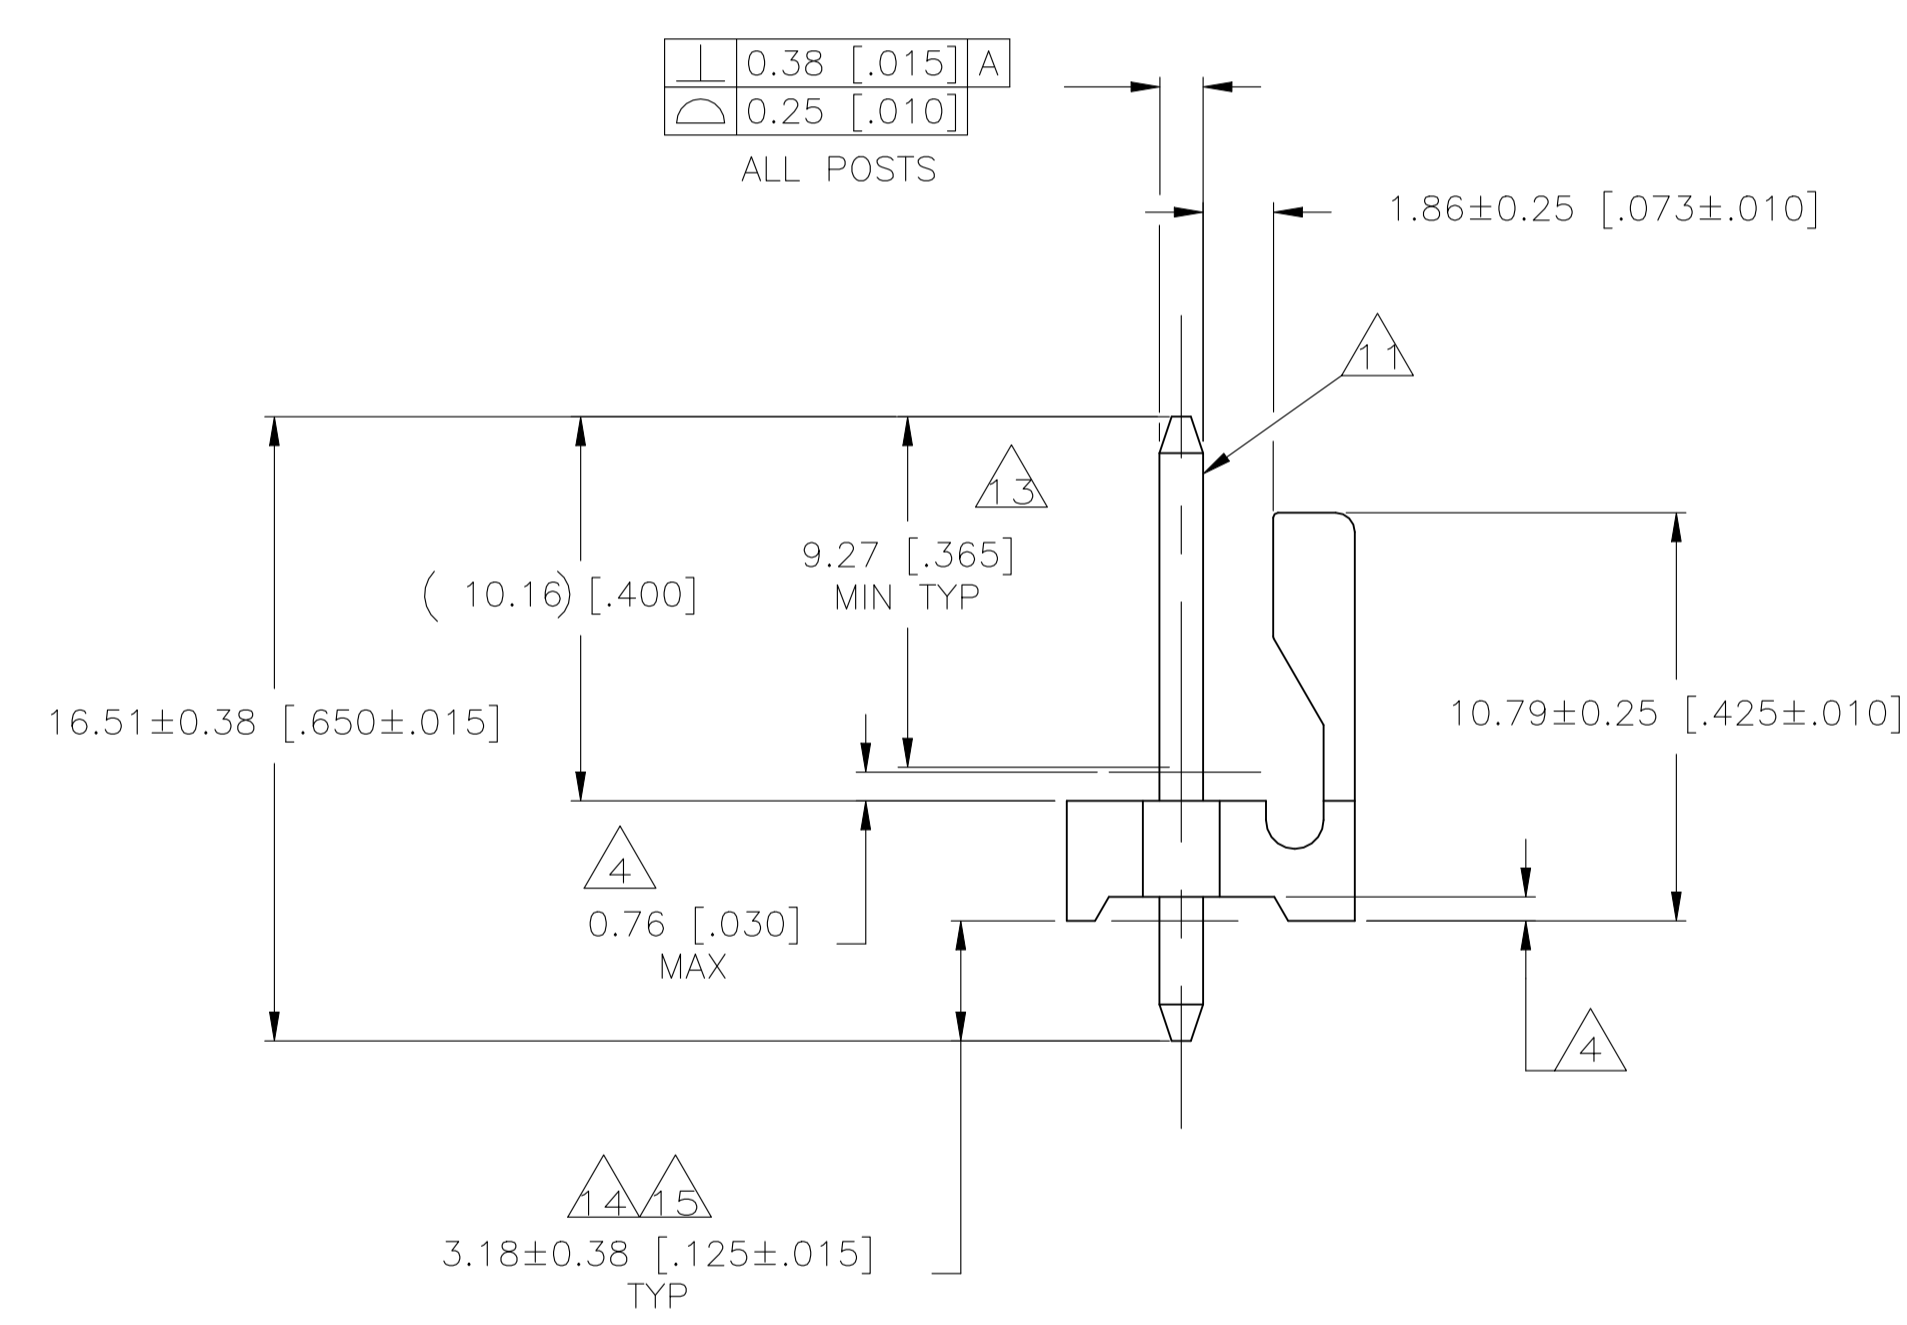 ⊥ 0.38 [.015] A
⌓ 0.25 [.010]
ALL POSTS
1.86±0.25 [.073±.010]
11
13
9.27 [.365]
MIN TYP
( 10.16) [.400]
16.51±0.38 [.650±.015]
10.79±0.25 [.425±.010]
4
0.76 [.030]
MAX
4
14 15
3.18±0.38 [.125±.015]
TYP